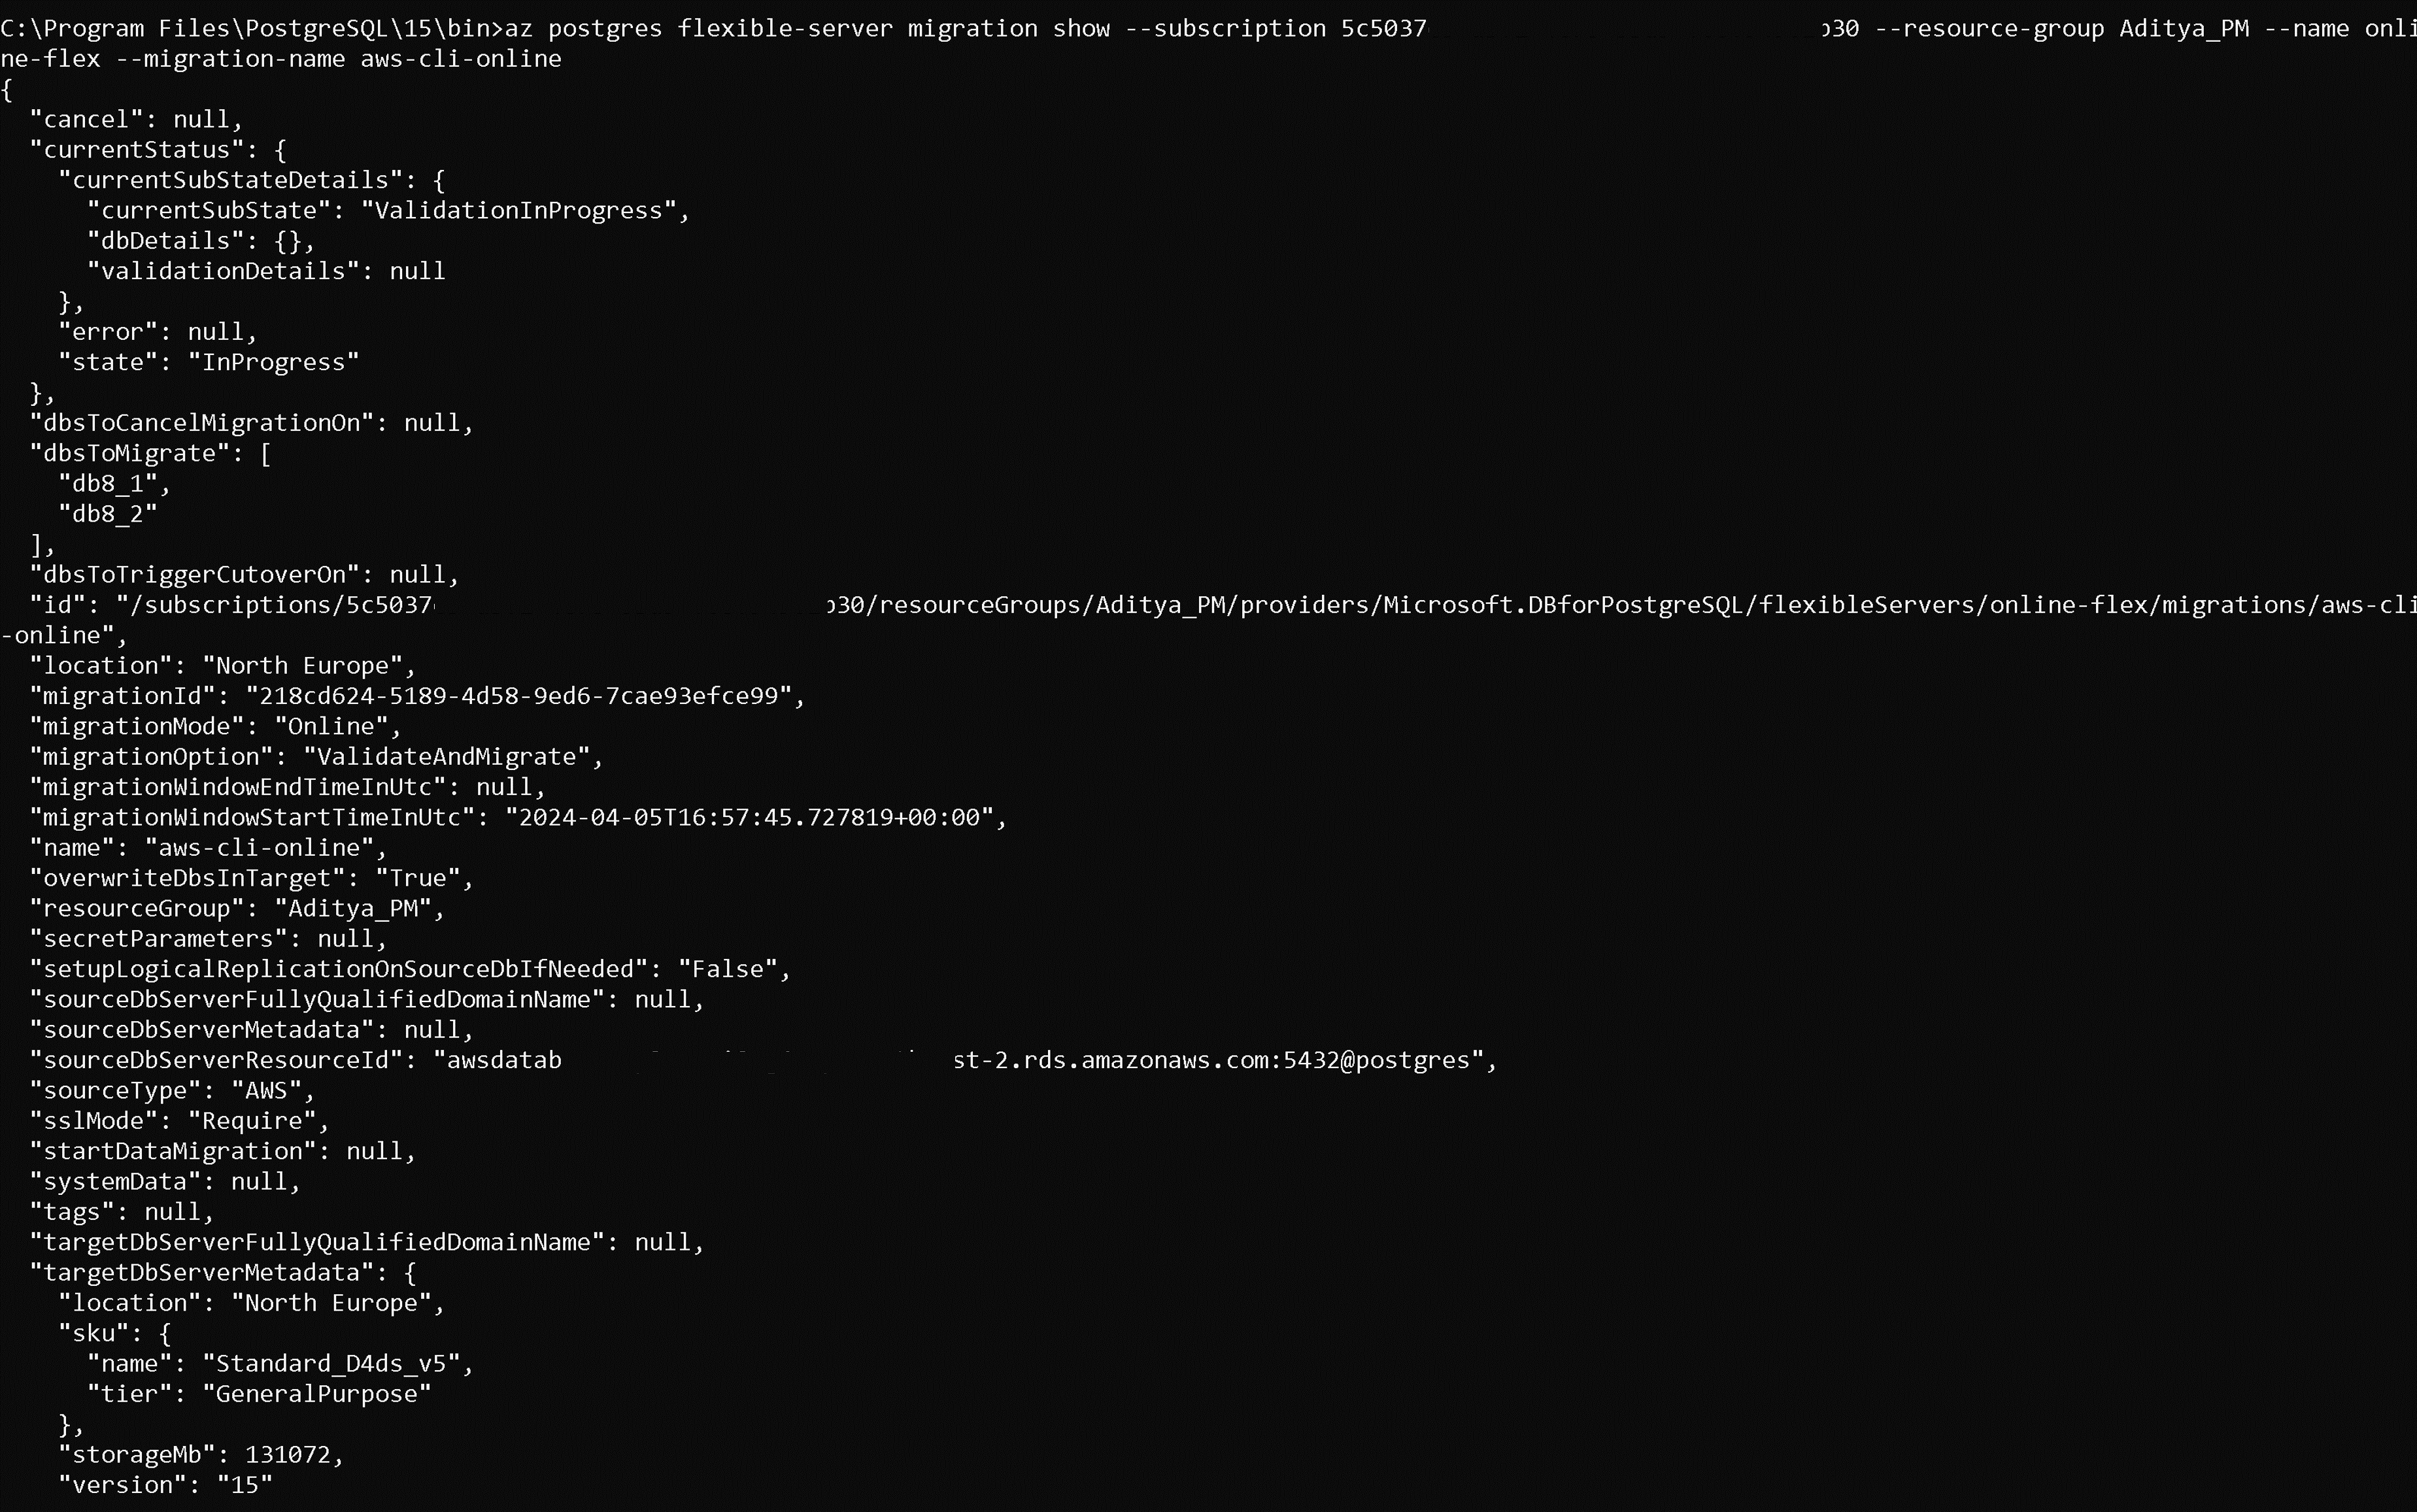 C:\Program Files\PostgreSQL\15\bin>az postgres flexible-server migration show --subscription 5c5037 b30 --resource-group Aditya_PM --name onli
ne-flex --migration-name aws-cli-online
{
  "cancel": null,
  "currentStatus": {
    "currentSubStateDetails": {
      "currentSubState": "ValidationInProgress",
      "dbDetails": {},
      "validationDetails": null
    },
    "error": null,
    "state": "InProgress"
  },
  "dbsToCancelMigrationOn": null,
  "dbsToMigrate": [
    "db8_1",
    "db8_2"
  ],
  "dbsToTriggerCutoverOn": null,
  "id": "/subscriptions/5c5037 b30/resourceGroups/Aditya_PM/providers/Microsoft.DBforPostgreSQL/flexibleServers/online-flex/migrations/aws-cli
-online",
  "location": "North Europe",
  "migrationId": "218cd624-5189-4d58-9ed6-7cae93efce99",
  "migrationMode": "Online",
  "migrationOption": "ValidateAndMigrate",
  "migrationWindowEndTimeInUtc": null,
  "migrationWindowStartTimeInUtc": "2024-04-05T16:57:45.727819+00:00",
  "name": "aws-cli-online",
  "overwriteDbsInTarget": "True",
  "resourceGroup": "Aditya_PM",
  "secretParameters": null,
  "setupLogicalReplicationOnSourceDbIfNeeded": "False",
  "sourceDbServerFullyQualifiedDomainName": null,
  "sourceDbServerMetadata": null,
  "sourceDbServerResourceId": "awsdatab st-2.rds.amazonaws.com:5432@postgres",
  "sourceType": "AWS",
  "sslMode": "Require",
  "startDataMigration": null,
  "systemData": null,
  "tags": null,
  "targetDbServerFullyQualifiedDomainName": null,
  "targetDbServerMetadata": {
    "location": "North Europe",
    "sku": {
      "name": "Standard_D4ds_v5",
      "tier": "GeneralPurpose"
    },
    "storageMb": 131072,
    "version": "15"